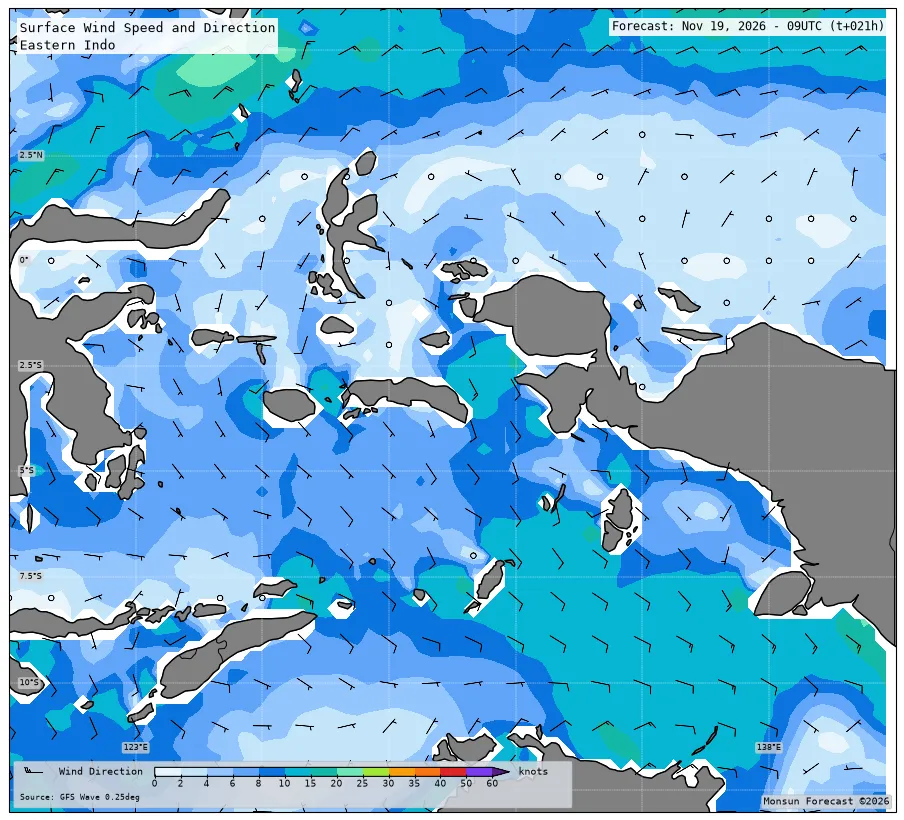 Surface Wind Speed and Direction
Eastern Indo
Forecast: Nov 19, 2026 - 09UTC (t+021h)
2.5°N
0°
2.5°S
5°S
7.5°S
10°S
123°E
138°E
Wind Direction
knots
0 2 4 6 8 10 15 20 25 30 35 40 50 60
Source: GFS Wave 0.25deg
Monsun Forecast ©2026